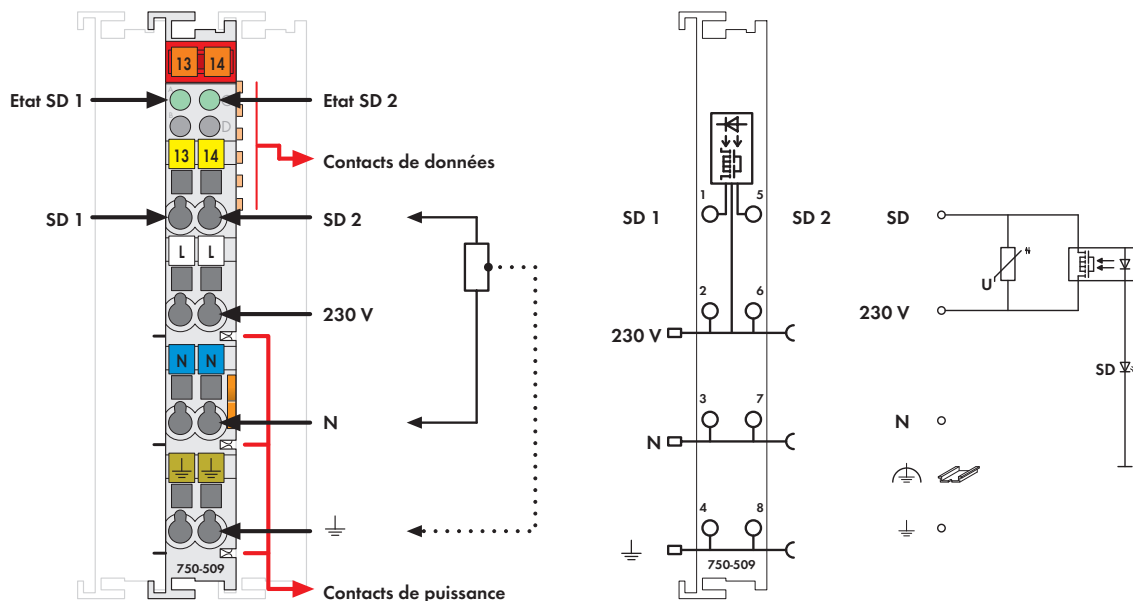 13 14
A C
Etat SD 1
Etat SD 2
B D
13 14
Contacts de données
SD 1
SD 2
L L
230 V
N N
N
750-509
Contacts de puissance
1 5
SD 1
SD 2
2 6
230 V
3 7
N
4 8
750-509
SD
U
230 V
SD
N